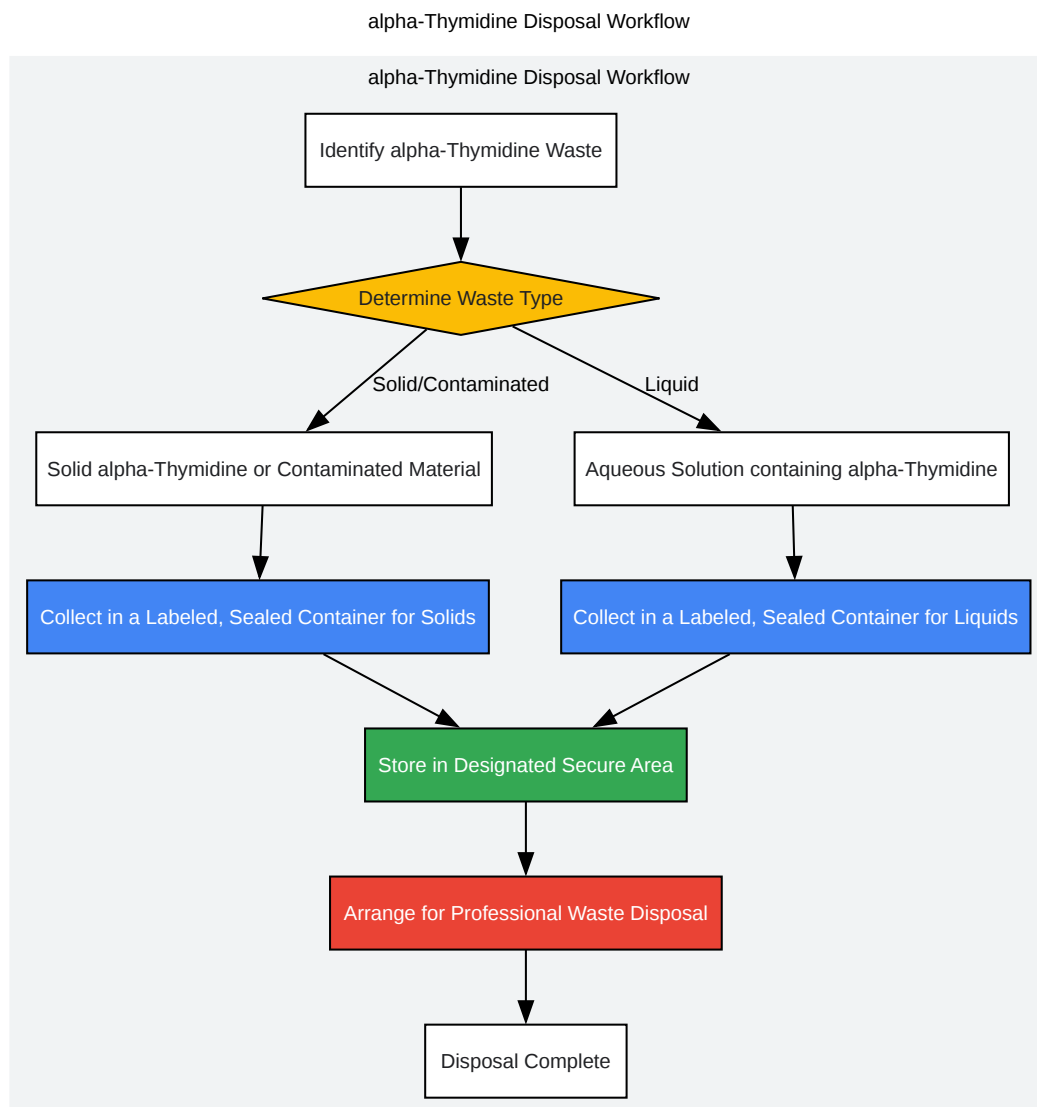 alpha-Thymidine Disposal Workflow
alpha-Thymidine Disposal Workflow
Identify alpha-Thymidine Waste
Determine Waste Type
Solid/Contaminated
Liquid
Solid alpha-Thymidine or Contaminated Material
Aqueous Solution containing alpha-Thymidine
Collect in a Labeled, Sealed Container for Solids
Collect in a Labeled, Sealed Container for Liquids
Store in Designated Secure Area
Arrange for Professional Waste Disposal
Disposal Complete